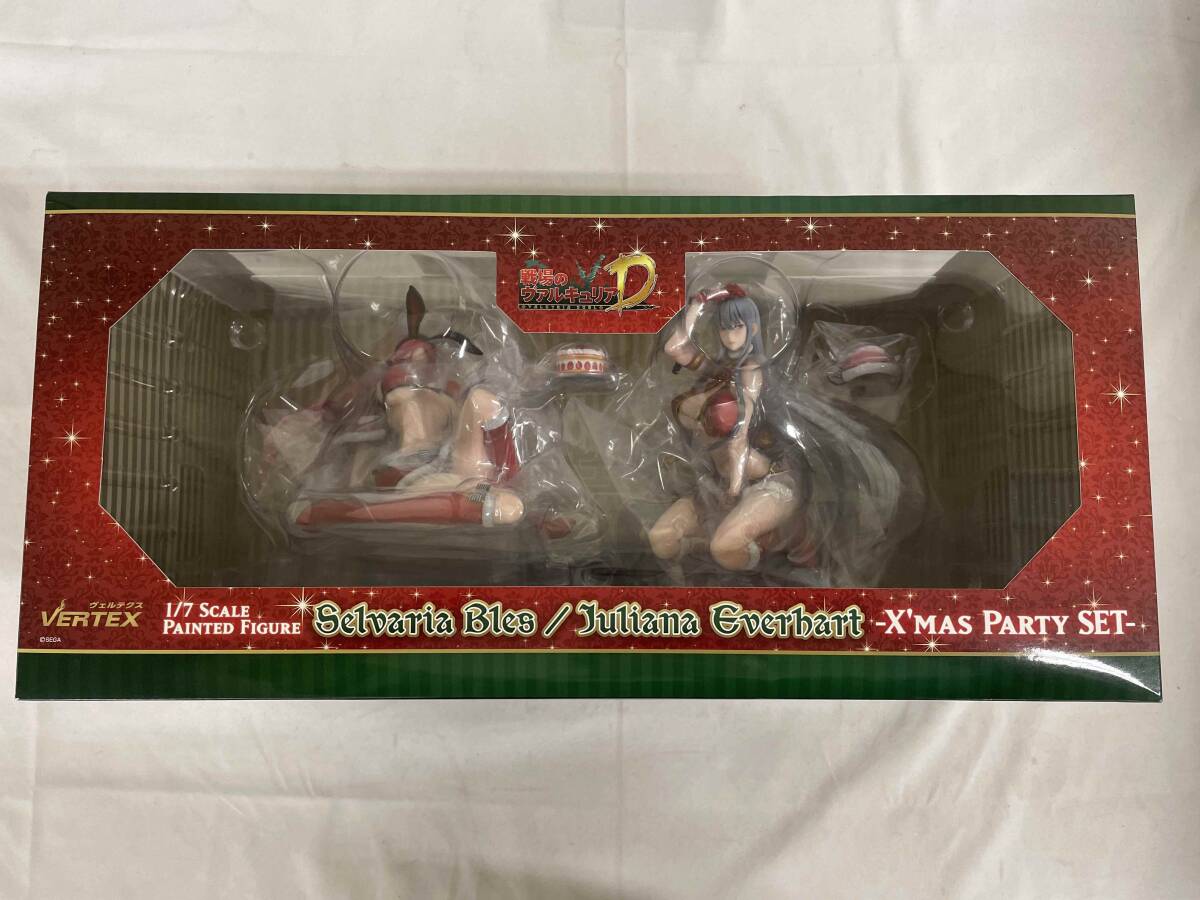 戦場の
ヴァルキュリアD
ヴェルテクス
VERTEX
©SEGA
1/7 SCALE
PAINTED FIGURE
Selvaria Bles / Juliana Everhart
-X'MAS PARTY SET-